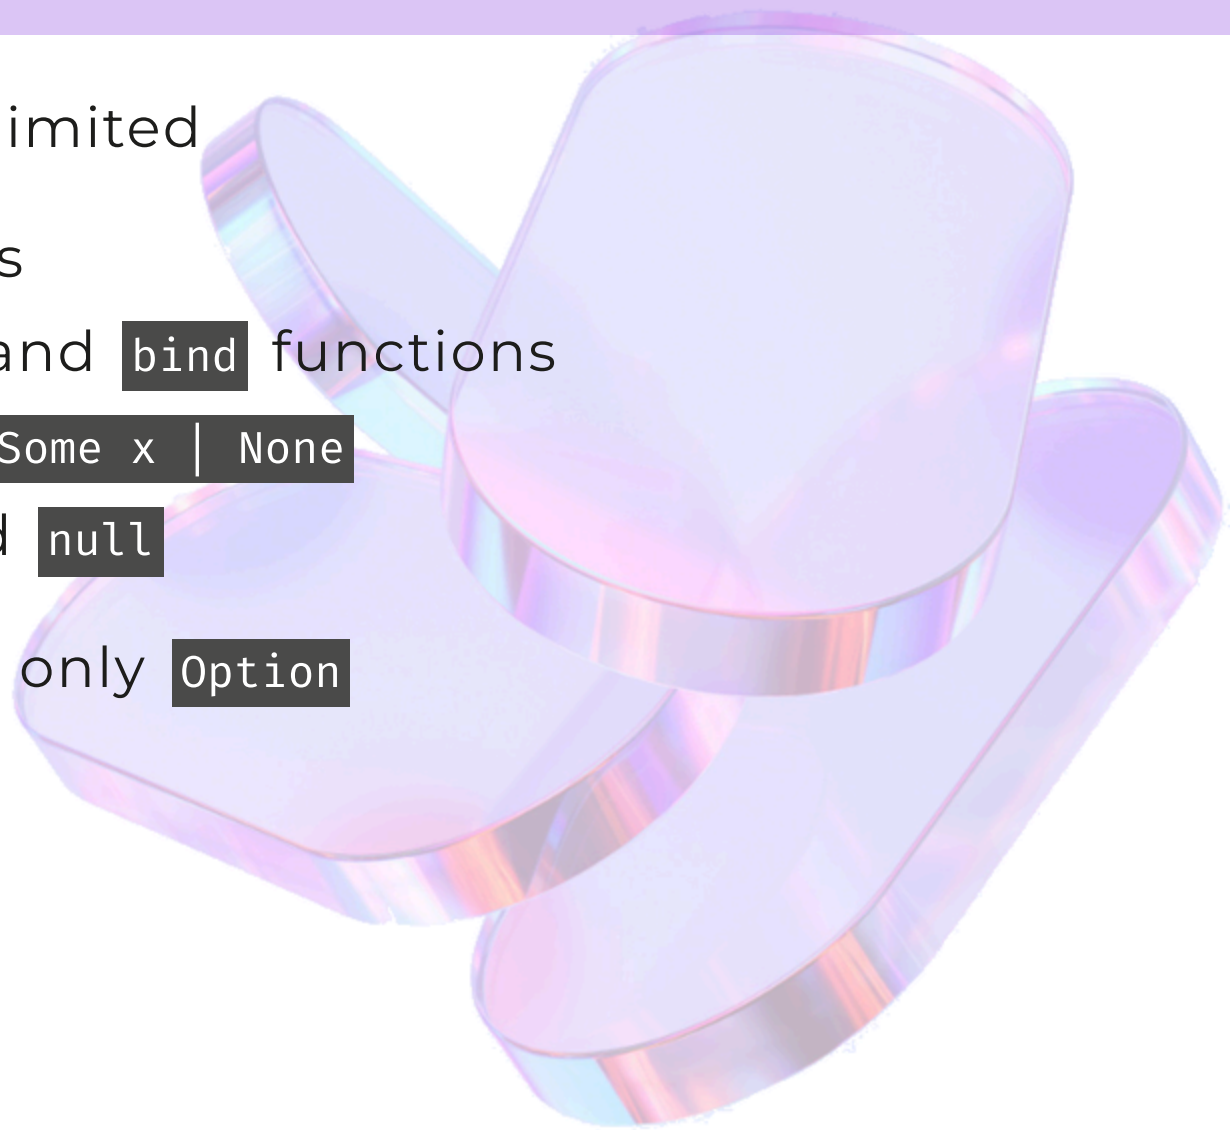 imited
s
and bind functions
Some x | None
d null
only Option